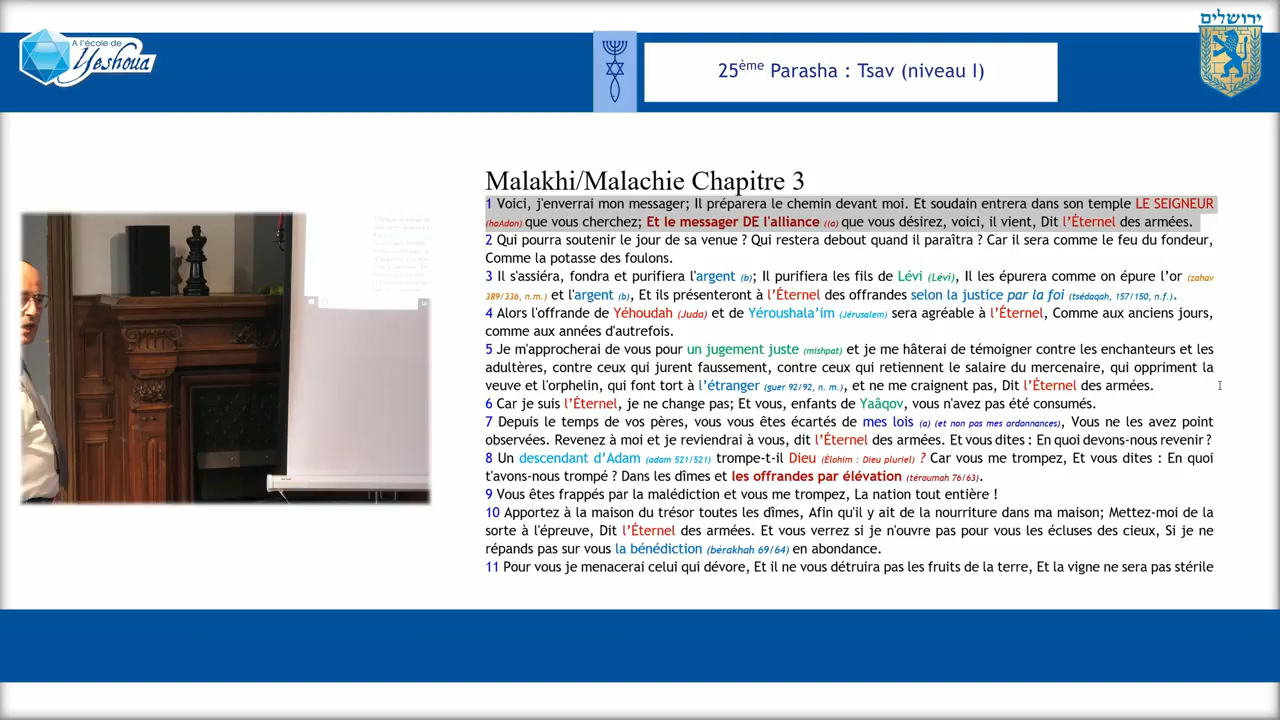 A l'école de
Yeshoua
25ème Parasha : Tsav (niveau I)
ירושלים
Malakhi/Malachie Chapitre 3
1 Voici, j'enverrai mon messager; Il préparera le chemin devant moi. Et soudain entrera dans son temple LE SEIGNEUR
(haAdon) que vous cherchez; Et le messager DE l'alliance ((a) que vous désirez, voici, il vient, Dit l'Éternel des armées.
2 Qui pourra soutenir le jour de sa venue ? Qui restera debout quand il paraîtra ? Car il sera comme la feu du fondeur,
Comme la potasse des foulons.
3 Il s'assiéra, fondra et purifiera l'argent (b); Il purifiera les fils de Lévi (Lévi), Il les épurera comme on épure l'or (zahav
389/336, n.m.) et l'argent (b), Et ils présenteront à l'Éternel des offrandes selon la justice par la foi (tsédaqah, 157/150, n.f.).
4 Alors l'offrande de Yéhoudah (Juda) et de Yéroushala'im (Jérusalem) sera agréable à l'Éternel, Comme aux anciens jours,
comme aux années d'autrefois.
5 Je m'approcherai de vous pour un jugement juste (mishpat) et je me hâterai de témoigner contre les enchanteurs et les
adultères, contre ceux qui jurent faussement, contre ceux qui retiennent le salaire du mercenaire, qui oppriment la
veuve et l'orphelin, qui font tort à l'étranger (guer 92/92, n. m.), et ne me craignent pas, Dit l'Éternel des armées.
6 Car je suis l'Éternel, je ne change pas; Et vous, enfants de Yaâqov, vous n'avez pas été consumés.
7 Depuis le temps de vos pères, vous vous êtes écartés de mes lois (a) (et non pas mes ordonnances), Vous ne les avez point
observées. Revenez à moi et je reviendrai à vous, dit l'Éternel des armées. Et vous dites : En quoi devons-nous revenir ?
8 Un descendant d'Adam (adam 521/521) trompe-t-il Dieu (Élohim : Dieu pluriel) ? Car vous me trompez, Et vous dites : En quoi
t'avons-nous trompé ? Dans les dîmes et les offrandes par élévation (téroumah 76/63).
9 Vous êtes frappés par la malédiction et vous me trompez, La nation tout entière !
10 Apportez à la maison du trésor toutes les dîmes, Afin qu'il y ait de la nourriture dans ma maison; Mettez-moi de la
sorte à l'épreuve, Dit l'Éternel des armées. Et vous verrez si je n'ouvre pas pour vous les écluses des cieux, Si je ne
répands pas sur vous la bénédiction (bérakhah 69/64) en abondance.
11 Pour vous je menacerai celui qui dévore, Et il ne vous détruira pas les fruits de la terre, Et la vigne ne sera pas stérile